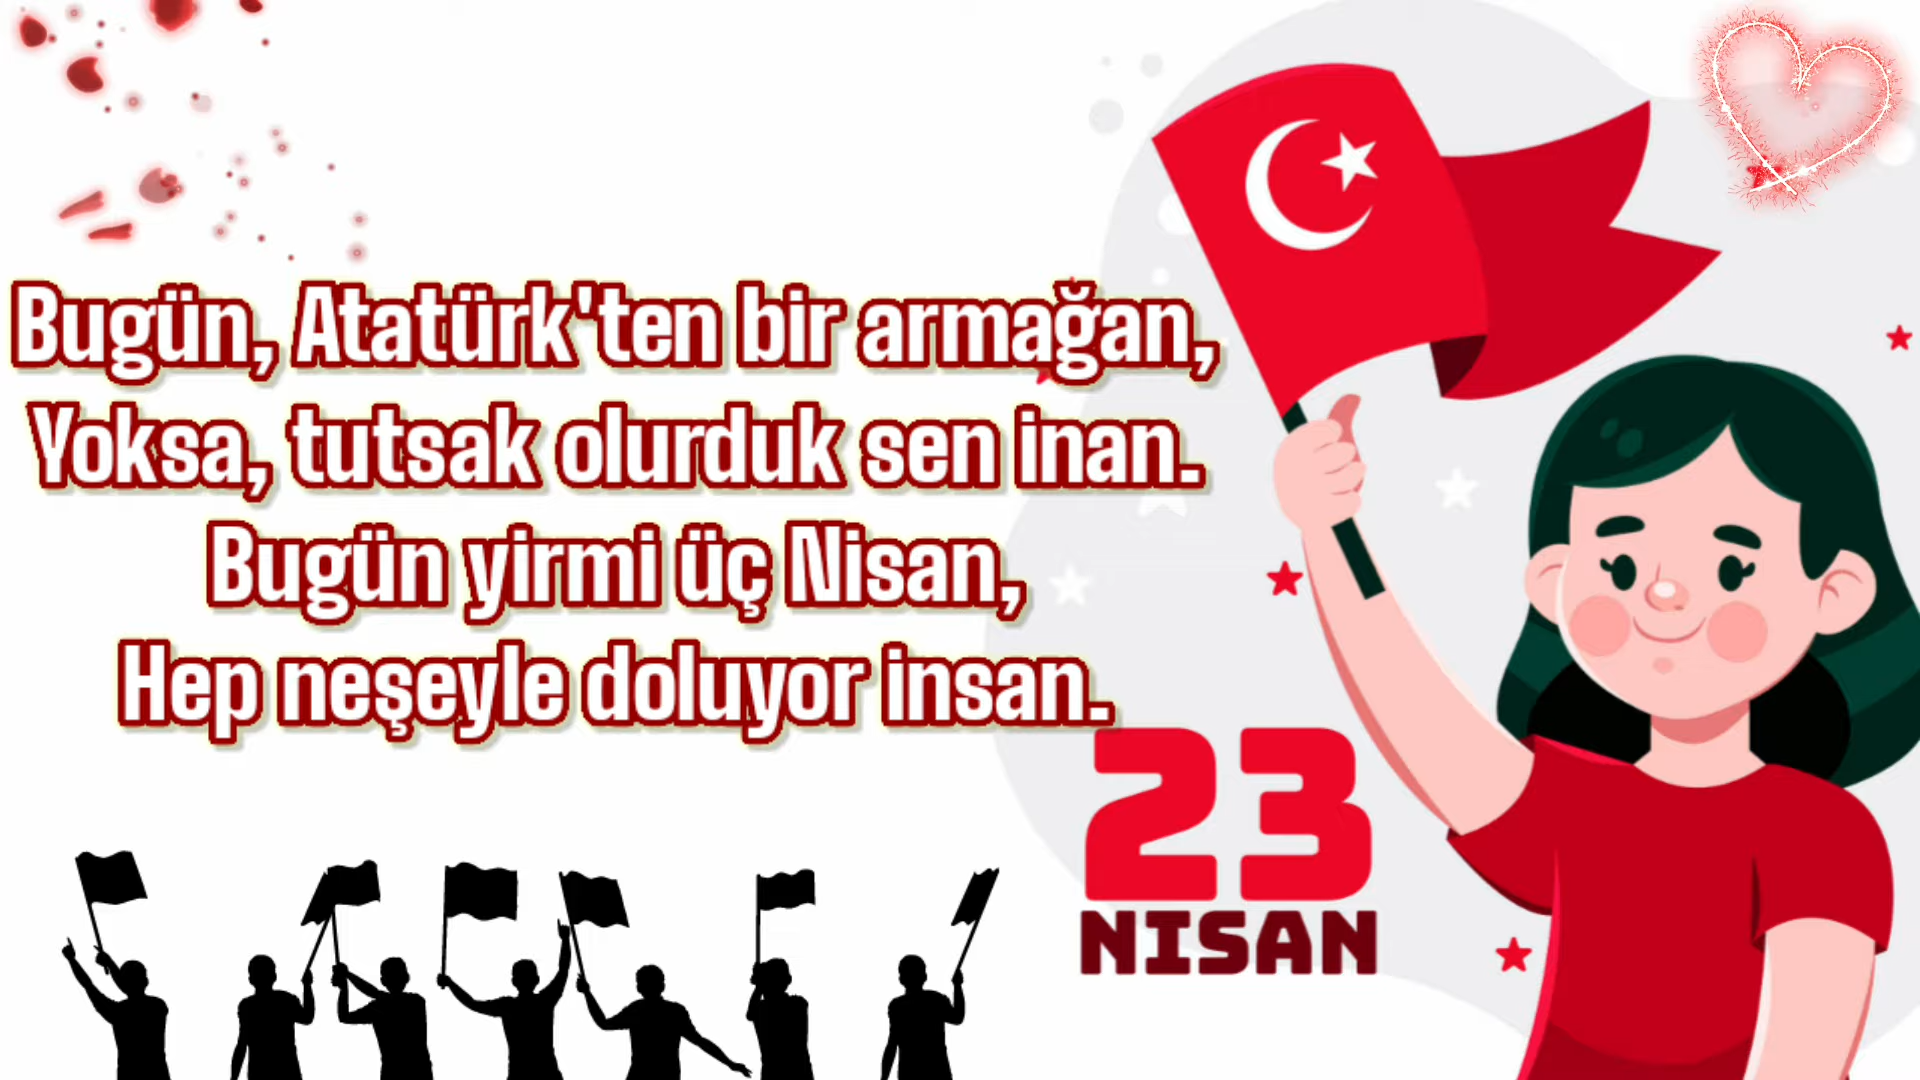 Bugün, Atatürk'ten bir armağan,
Yoksa, tutsak olurduk sen inan.
Bugün yirmi üç Nisan,
Hep neşeyle doluyor insan.
23
NISAN